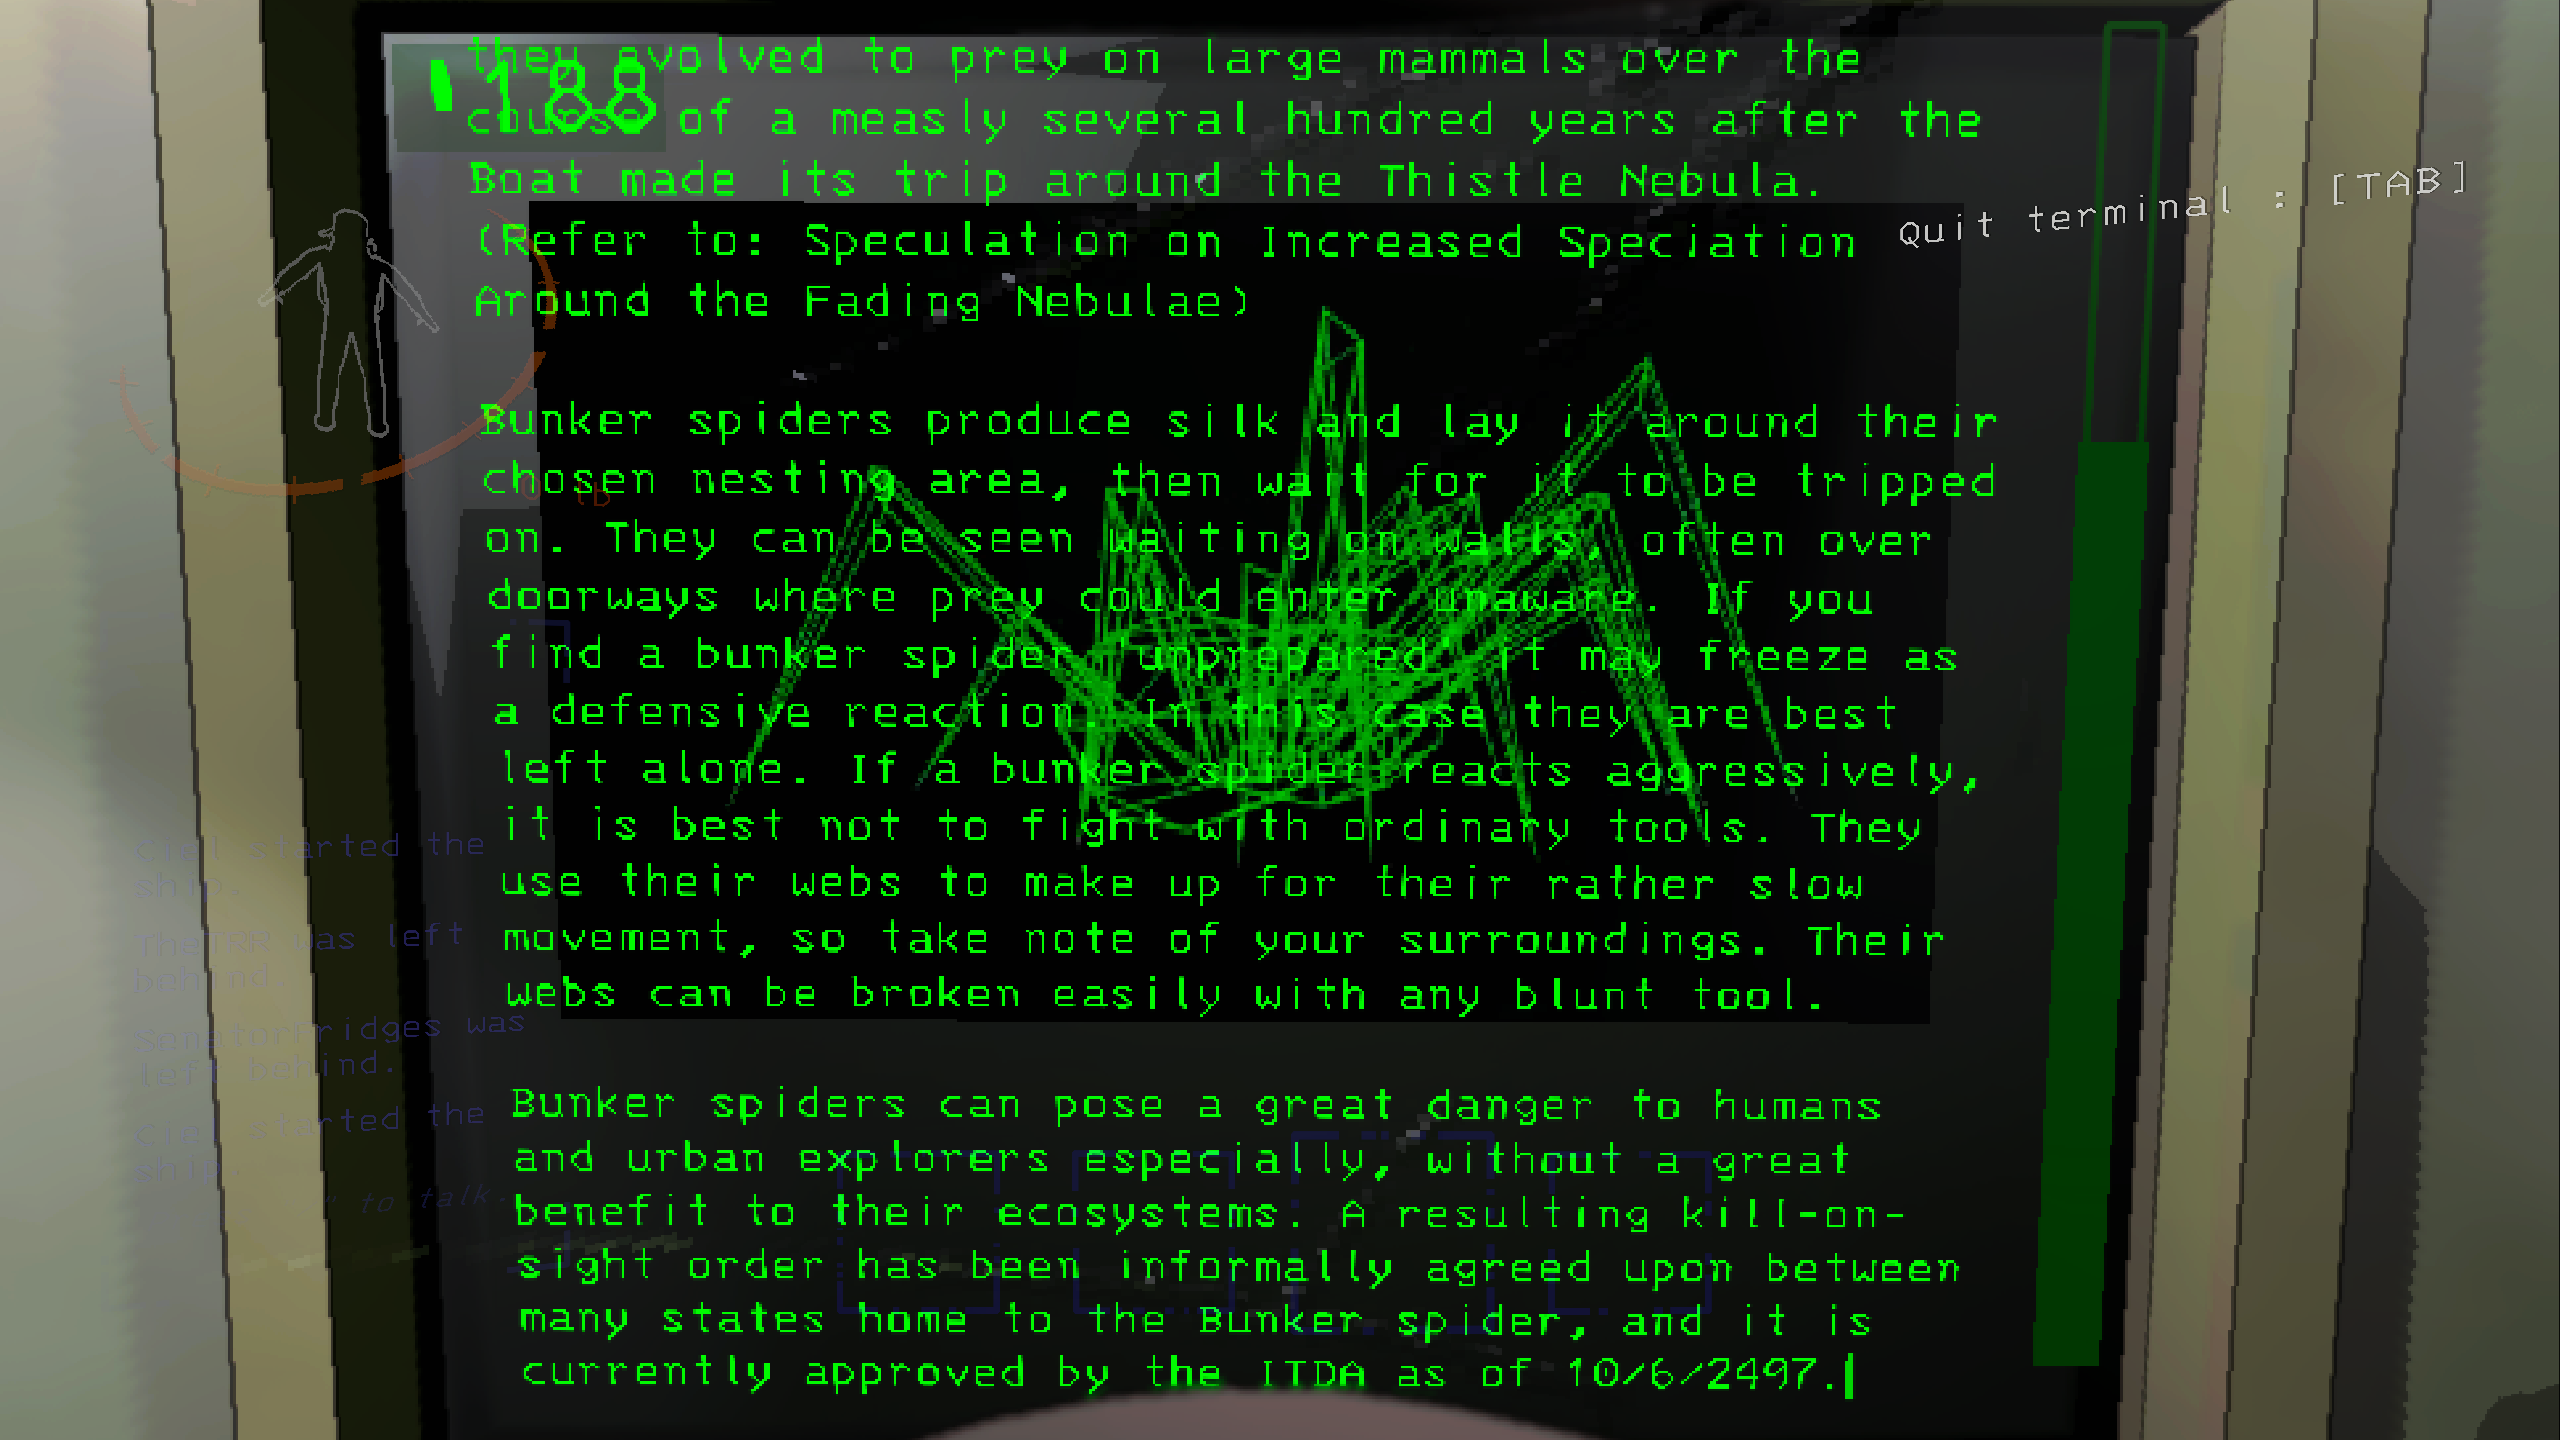 they evolved to prey on large mammals over the
188
course of a measly several hundred years after the
Boat made its trip around the Thistle Nebula.
Quit terminal : [TAB]
(Refer to: Speculation on Increased Speciation
Around the Fading Nebulae)
Bunker spiders produce silk and lay it around their
chosen nesting area, then wait for it to be tripped
0 lb
on. They can be seen waiting on walls, often over
doorways where prey could enter unaware. If you
find a bunker spider "unprepared" it may freeze as
a defensive reaction. In this case they are best
left alone. If a bunker spider reacts aggressively,
it is best not to fight with ordinary tools. They
use their webs to make up for their rather slow
movement, so take note of your surroundings. Their
webs can be broken easily with any blunt tool.
started the
ship.
was left
behind.
was
left behind.
started the
ship.
" to talk.
Bunker spiders can pose a great danger to humans
and urban explorers especially, without a great
benefit to their ecosystems. A resulting kill-on-
sight order has been informally agreed upon between
many states home to the Bunker spider, and it is
currently approved by the ITDA as of 10/6/2497.